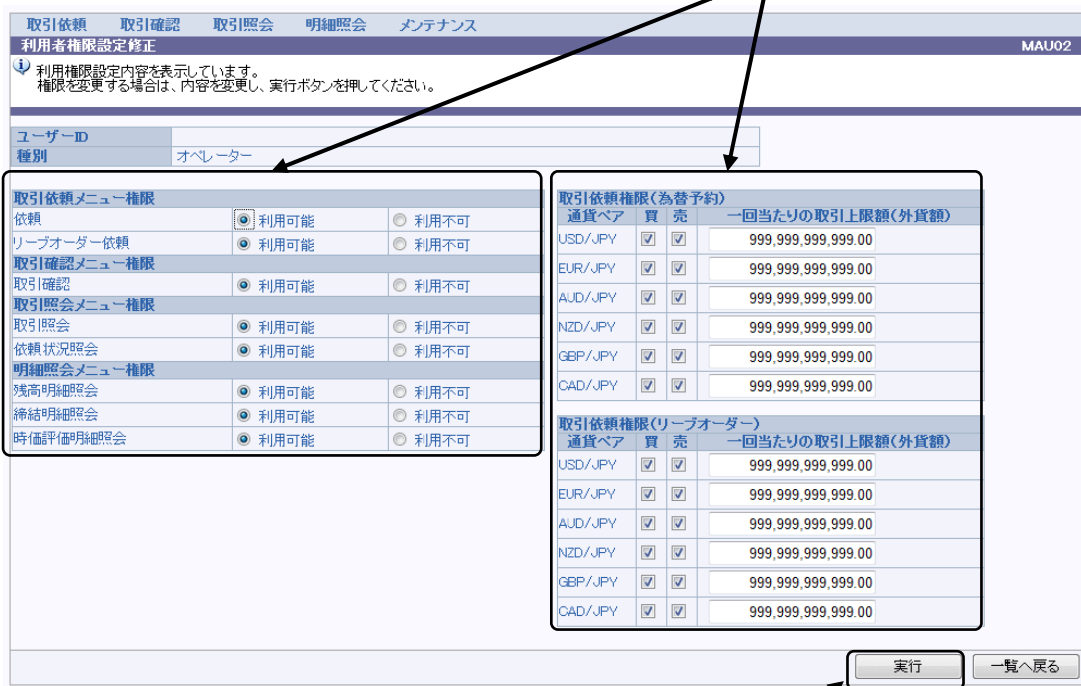 取引依頼 取引確認 取引照会 明細照会 メンテナンス
利用者権限設定修正 MAU02
利用権限設定内容を表示しています。
権限を変更する場合は、内容を変更し、実行ボタンを押してください。
ユーザーID
種別 オペレーター
取引依頼メニュー権限
依頼 利用可能 利用不可
リーブオーダー依頼 利用可能 利用不可
取引確認メニュー権限
取引確認 利用可能 利用不可
取引照会メニュー権限
取引照会 利用可能 利用不可
依頼状況照会 利用可能 利用不可
明細照会メニュー権限
残高明細照会 利用可能 利用不可
締結明細照会 利用可能 利用不可
時価評価明細照会 利用可能 利用不可
取引依頼権限(為替予約)
通貨ペア 買 売 一回当たりの取引上限額(外貨額)
USD/JPY 999,999,999,999.00
EUR/JPY 999,999,999,999.00
AUD/JPY 999,999,999,999.00
NZD/JPY 999,999,999,999.00
GBP/JPY 999,999,999,999.00
CAD/JPY 999,999,999,999.00
取引依頼権限(リーブオーダー)
通貨ペア 買 売 一回当たりの取引上限額(外貨額)
USD/JPY 999,999,999,999.00
EUR/JPY 999,999,999,999.00
AUD/JPY 999,999,999,999.00
NZD/JPY 999,999,999,999.00
GBP/JPY 999,999,999,999.00
CAD/JPY 999,999,999,999.00
実行 一覧へ戻る